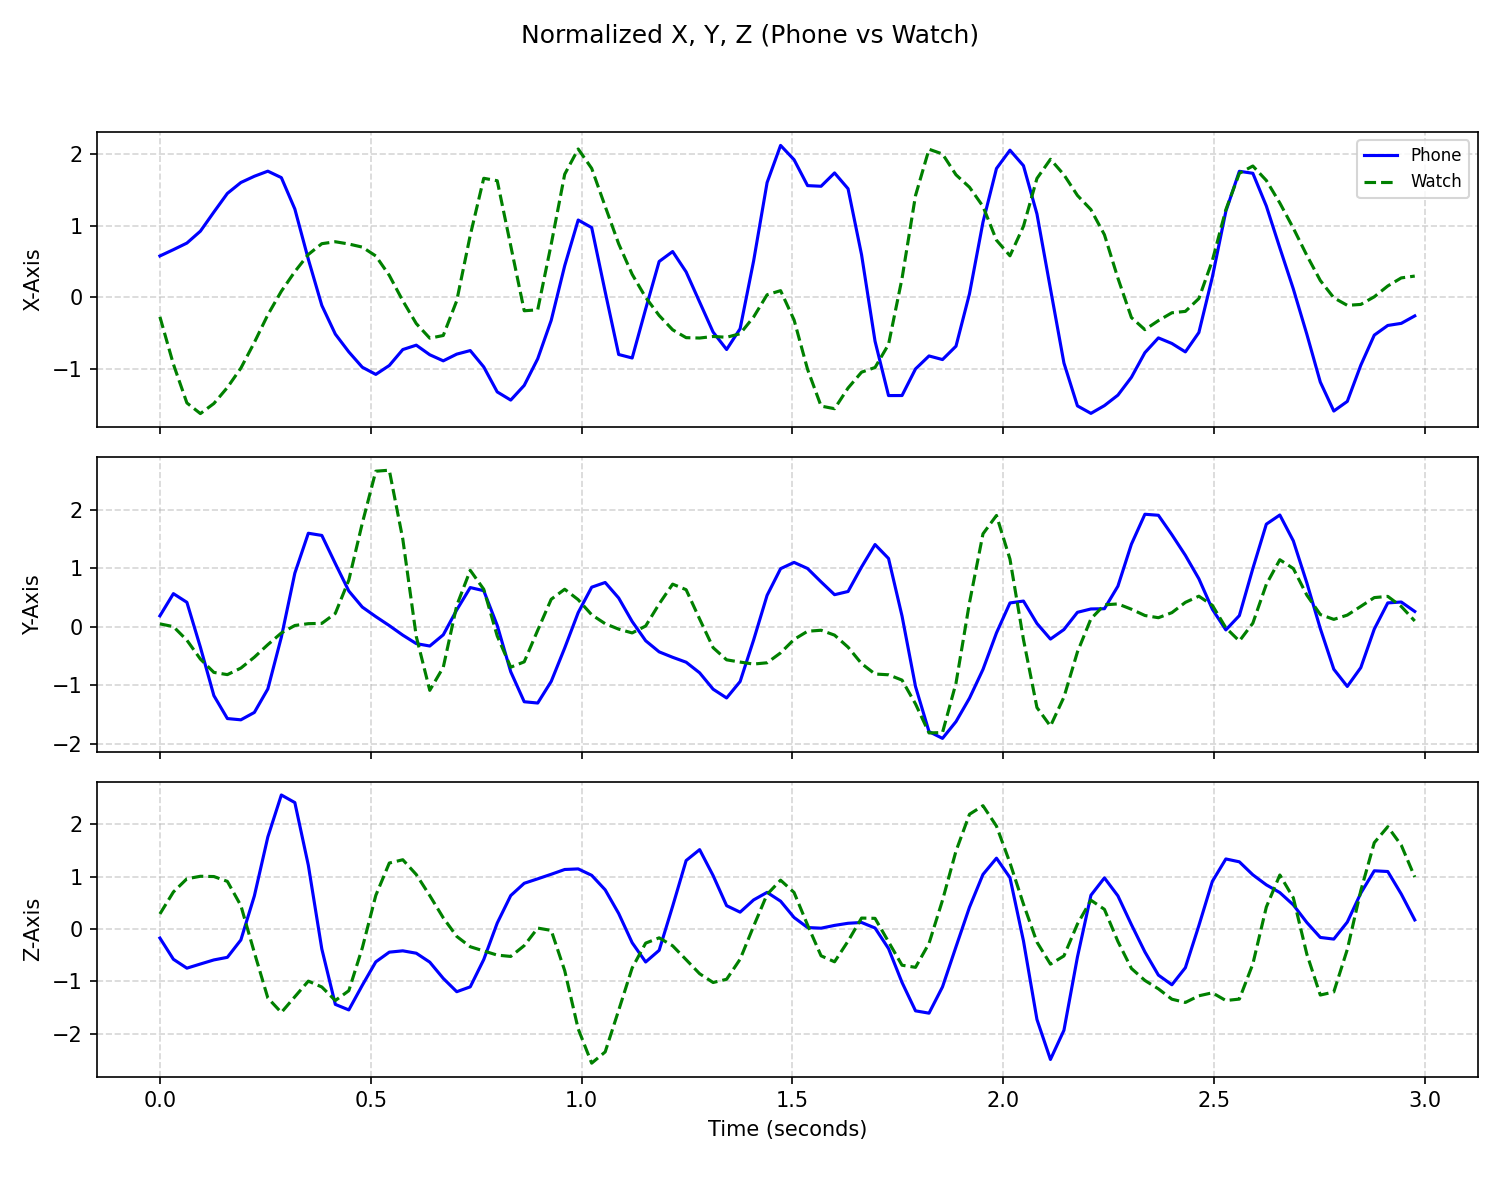 Normalized X, Y, Z (Phone vs Watch)
2
1
0
−1
X-Axis
Phone
Watch
2
1
0
−1
−2
Y-Axis
2
1
0
−1
−2
Z-Axis
0.0 0.5 1.0 1.5 2.0 2.5 3.0
Time (seconds)